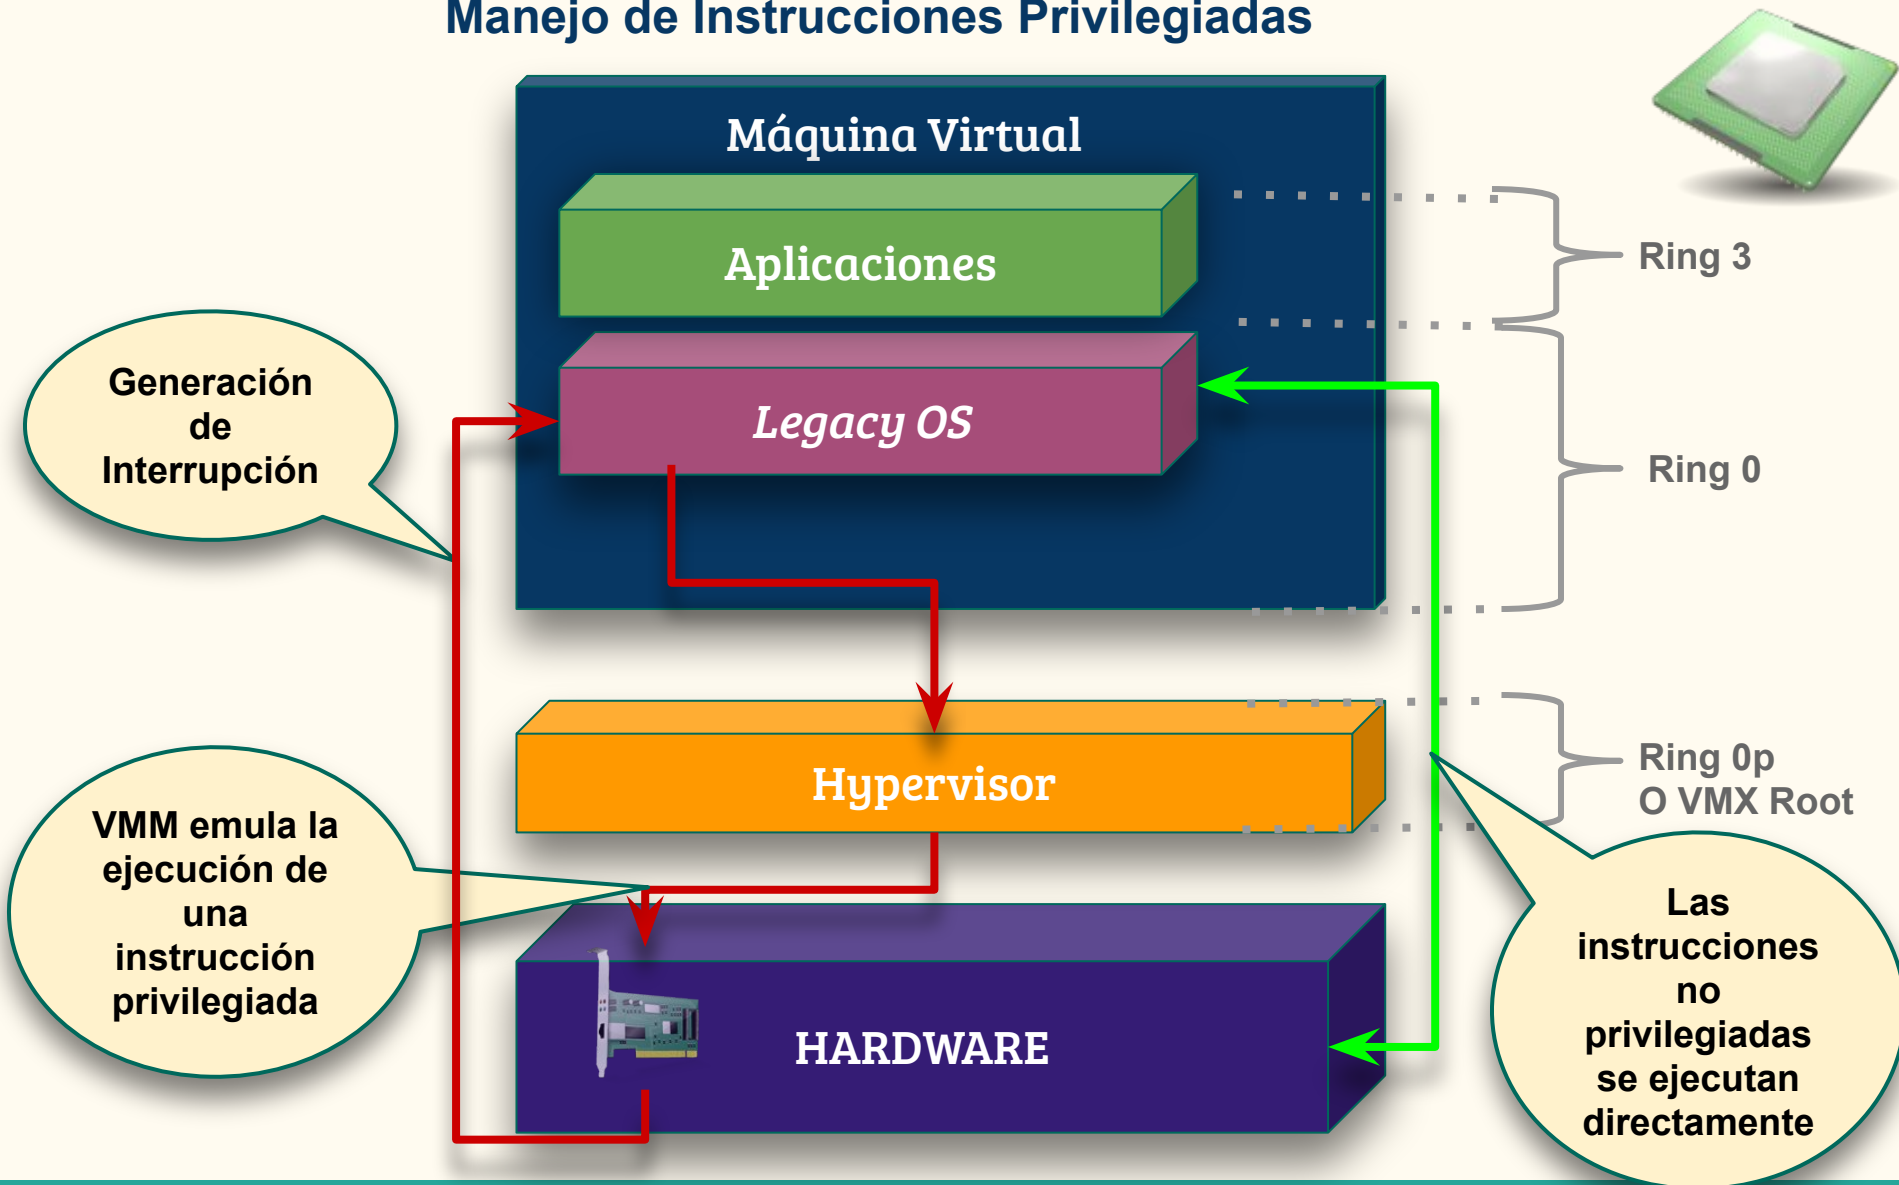 Manejo de Instrucciones Privilegiadas
Máquina Virtual
Aplicaciones
Ring 3
Generación
de
Interrupción
Legacy OS
Ring 0
Hypervisor
Ring 0p
O VMX Root
VMM emula la
ejecución de
una
instrucción
privilegiada
HARDWARE
Las
instrucciones
no
privilegiadas
se ejecutan
directamente